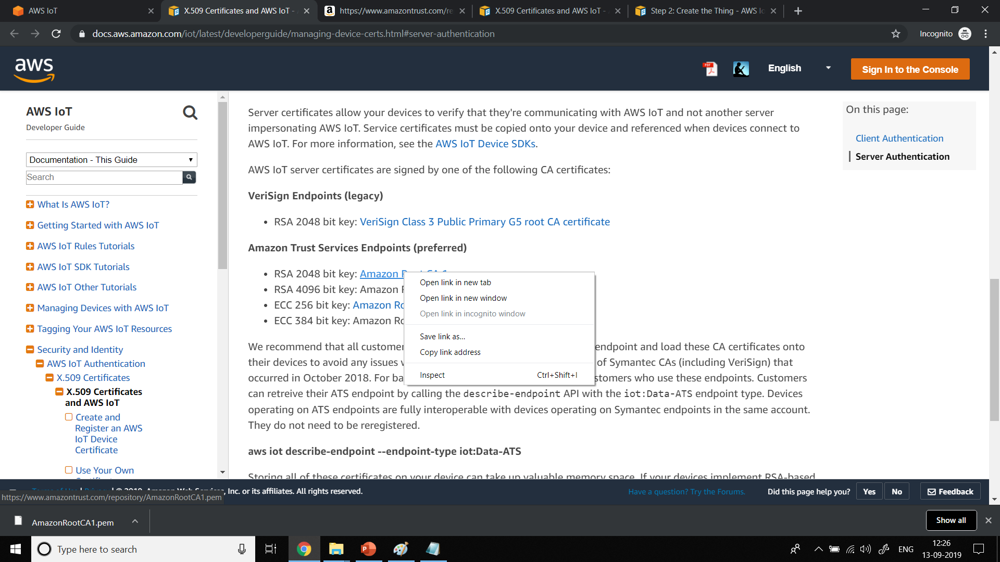 AWS IoT
X.509 Certificates and AWS IoT -
https://www.amazontrust.com/re
X.509 Certificates and AWS IoT -
Step 2: Create the Thing - AWS Io
docs.aws.amazon.com/iot/latest/developerguide/managing-device-certs.html#server-authentication
Incognito
aws
English
Sign In to the Console
AWS IoT
Developer Guide
Documentation - This Guide
Search
What Is AWS IoT?
Getting Started with AWS IoT
AWS IoT Rules Tutorials
AWS IoT SDK Tutorials
AWS IoT Other Tutorials
Managing Devices with AWS IoT
Tagging Your AWS IoT Resources
Security and Identity
AWS IoT Authentication
X.509 Certificates
X.509 Certificates
and AWS IoT
Create and
Register an AWS
IoT Device
Certificate
Use Your Own
Server certificates allow your devices to verify that they're communicating with AWS IoT and not another server
impersonating AWS IoT. Service certificates must be copied onto your device and referenced when devices connect to
AWS IoT. For more information, see the AWS IoT Device SDKs.
AWS IoT server certificates are signed by one of the following CA certificates:
VeriSign Endpoints (legacy)
• RSA 2048 bit key: VeriSign Class 3 Public Primary G5 root CA certificate
Amazon Trust Services Endpoints (preferred)
• RSA 2048 bit key: Amazon Root CA 1
• RSA 4096 bit key: Amazon
• ECC 256 bit key: Amazon Ro
• ECC 384 bit key: Amazon Ro
Open link in new tab
Open link in new window
Open link in incognito window
Save link as...
Copy link address
Inspect Ctrl+Shift+I
We recommend that all customer endpoint and load these CA certificates onto
their devices to avoid any issues of Symantec CAs (including VeriSign) that
occurred in October 2018. For ba stomers who use these endpoints. Customers
can retreive their ATS endpoint by calling the describe-endpoint API with the iot:Data-ATS endpoint type. Devices
operating on ATS endpoints are fully interoperable with devices operating on Symantec endpoints in the same account.
They do not need to be reregistered.
aws iot describe-endpoint --endpoint-type iot:Data-ATS
Storing all of these certificates on your device can take up valuable memory space. If your devices implement RSA-based
On this page:
Client Authentication
Server Authentication
, Inc. or its affiliates. All rights reserved.
Have a question? Try the Forums.
Did this page help you?
Yes
No
Feedback
https://www.amazontrust.com/repository/AmazonRootCA1.pem
AmazonRootCA1.pem
Show all
Type here to search
ENG
12:26
13-09-2019